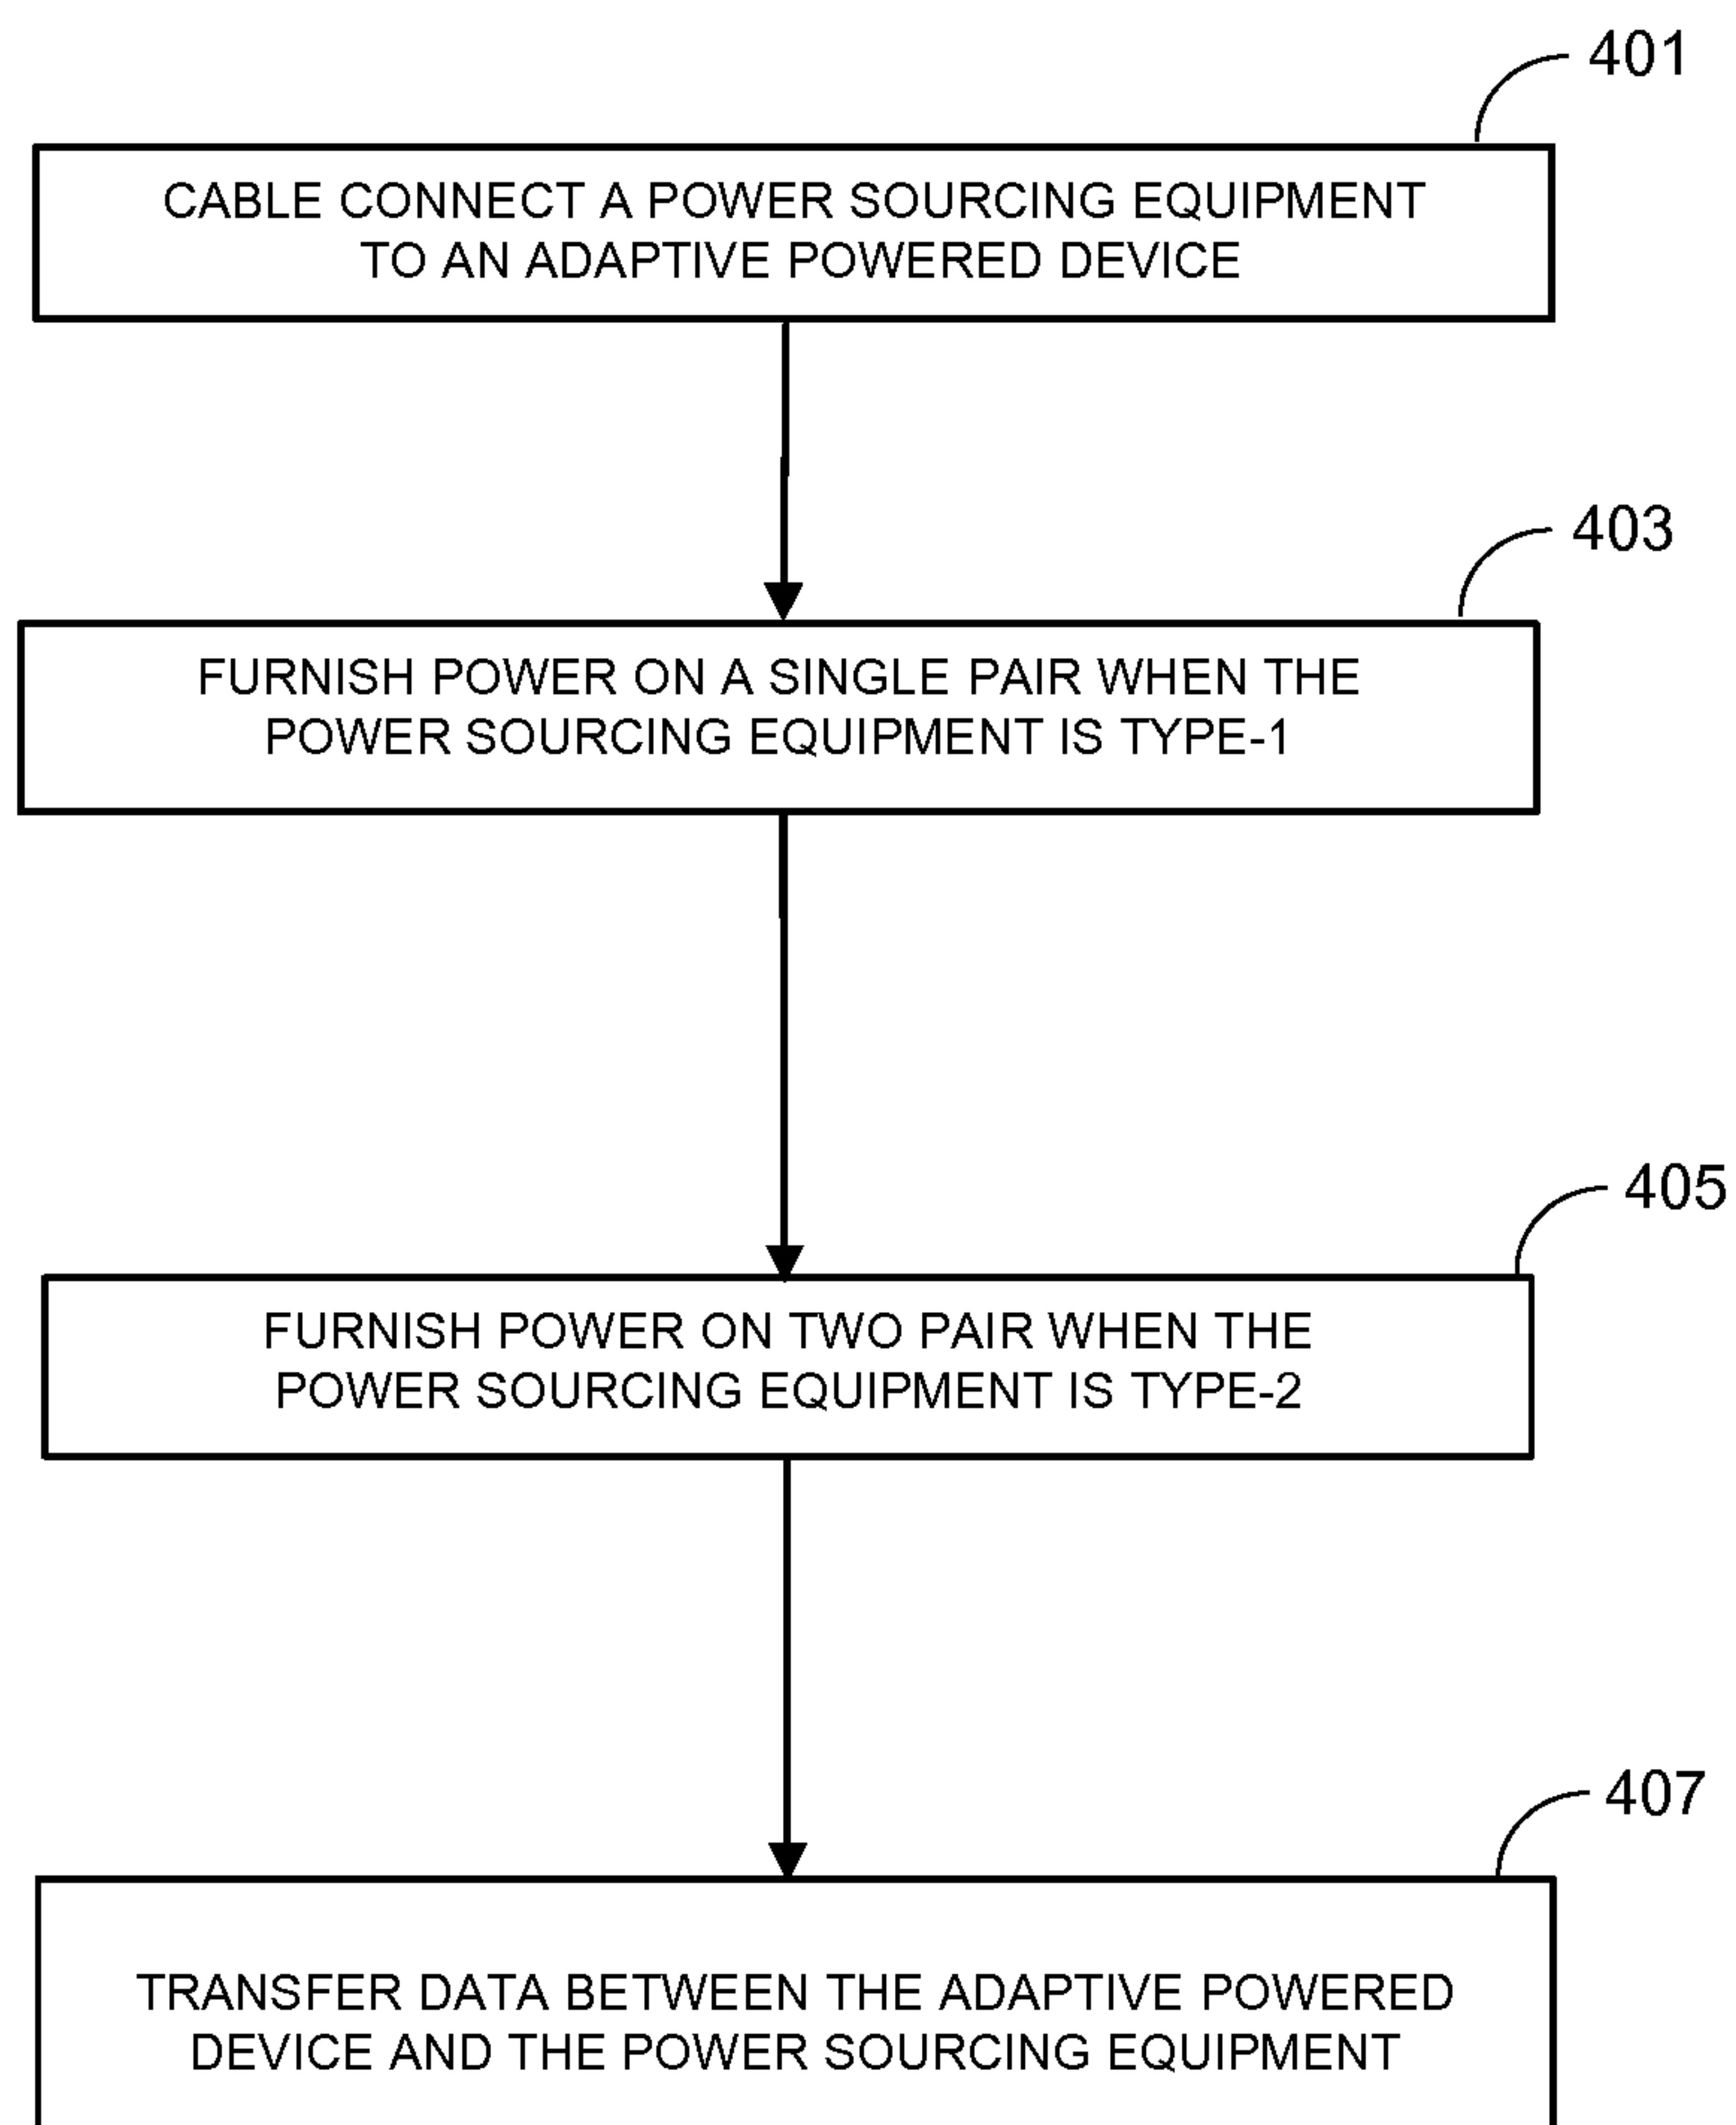 401
CABLE CONNECT A POWER SOURCING EQUIPMENT
TO AN ADAPTIVE POWERED DEVICE
403
FURNISH POWER ON A SINGLE PAIR WHEN THE
POWER SOURCING EQUIPMENT IS TYPE-1
405
FURNISH POWER ON TWO PAIR WHEN THE
POWER SOURCING EQUIPMENT IS TYPE-2
407
TRANSFER DATA BETWEEN THE ADAPTIVE POWERED
DEVICE AND THE POWER SOURCING EQUIPMENT